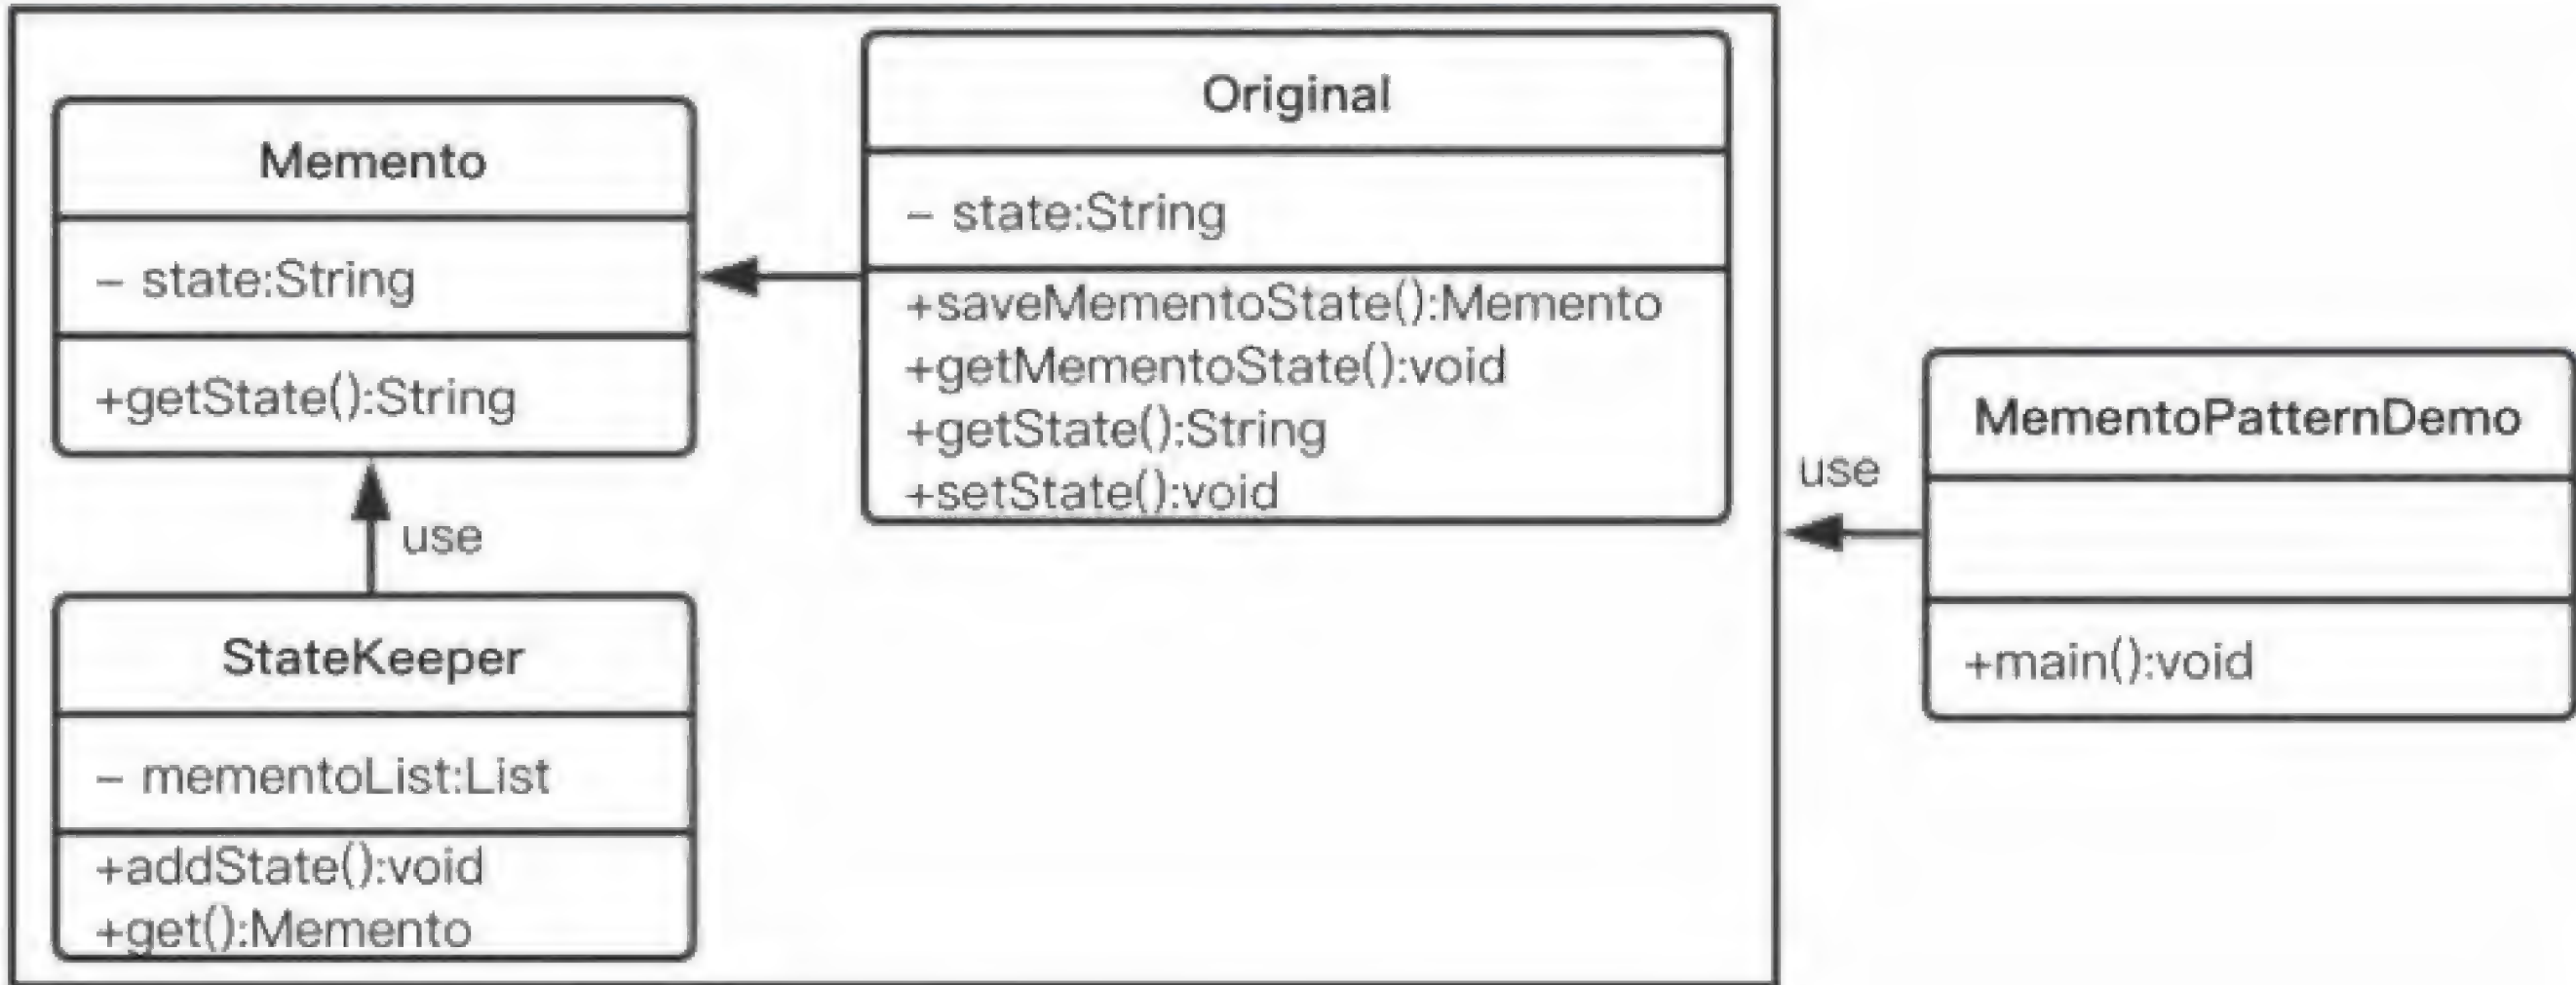 Memento
– state:String
+getState():String
use
StateKeeper
– mementoList:List
+addState():void
+get():Memento
Original
– state:String
+saveMementoState():Memento
+getMementoState():void
+getState():String
+setState():void
use
MementoPatternDemo
+main():void